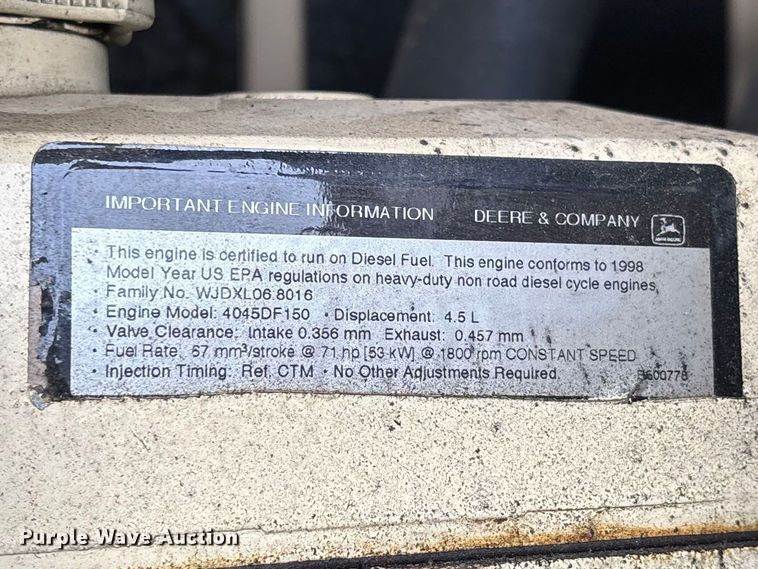 IMPORTANT ENGINE INFORMATION DEERE & COMPANY
This engine is certified to run on Diesel Fuel. This engine conforms to 1998
Model Year US EPA regulations on heavy-duty non road diesel cycle engines,
• Family No. WJDXL06.8016
• Engine Model: 4045DF150 • Displacement: 4.5 L
Valve Clearance: Intake 0.356 mm Exhaust: 0.457 mm
• Fuel Rate: 67 mm³/stroke @ 71 hp [53 kW] @ 1800 rpm CONSTANT SPEED
• Injection Timing: Ref. CTM • No Other Adjustments Required.
Purple Wave Auction